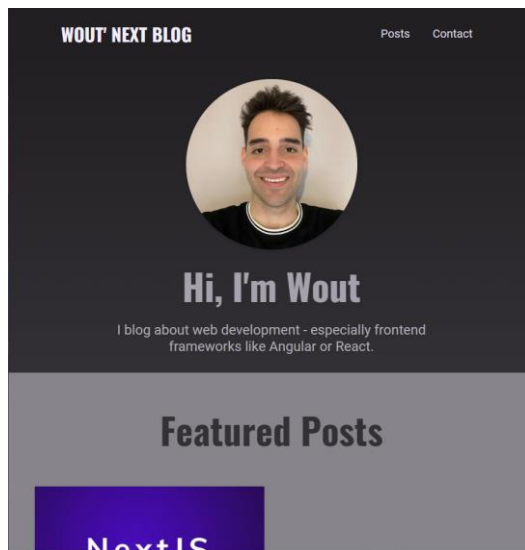 WOUT' NEXT BLOG
Posts
Contact
Hi, I'm Wout
I blog about web development - especially frontend
frameworks like Angular or React.
Featured Posts
NextJS